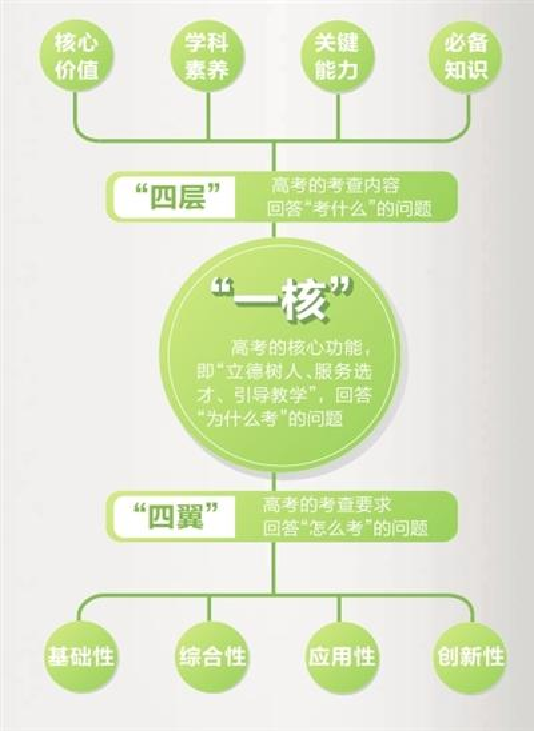 核心 学科 关键 必备
价值 素养 能力 知识
“四层”
高考的考查内容
回答“考什么”的问题
“一核”
高考的核心功能，
即“立德树人、服务选
才、引导教学”，回答
“为什么考”的问题
“四翼”
高考的考查要求
回答“怎么考”的问题
基础性 综合性 应用性 创新性